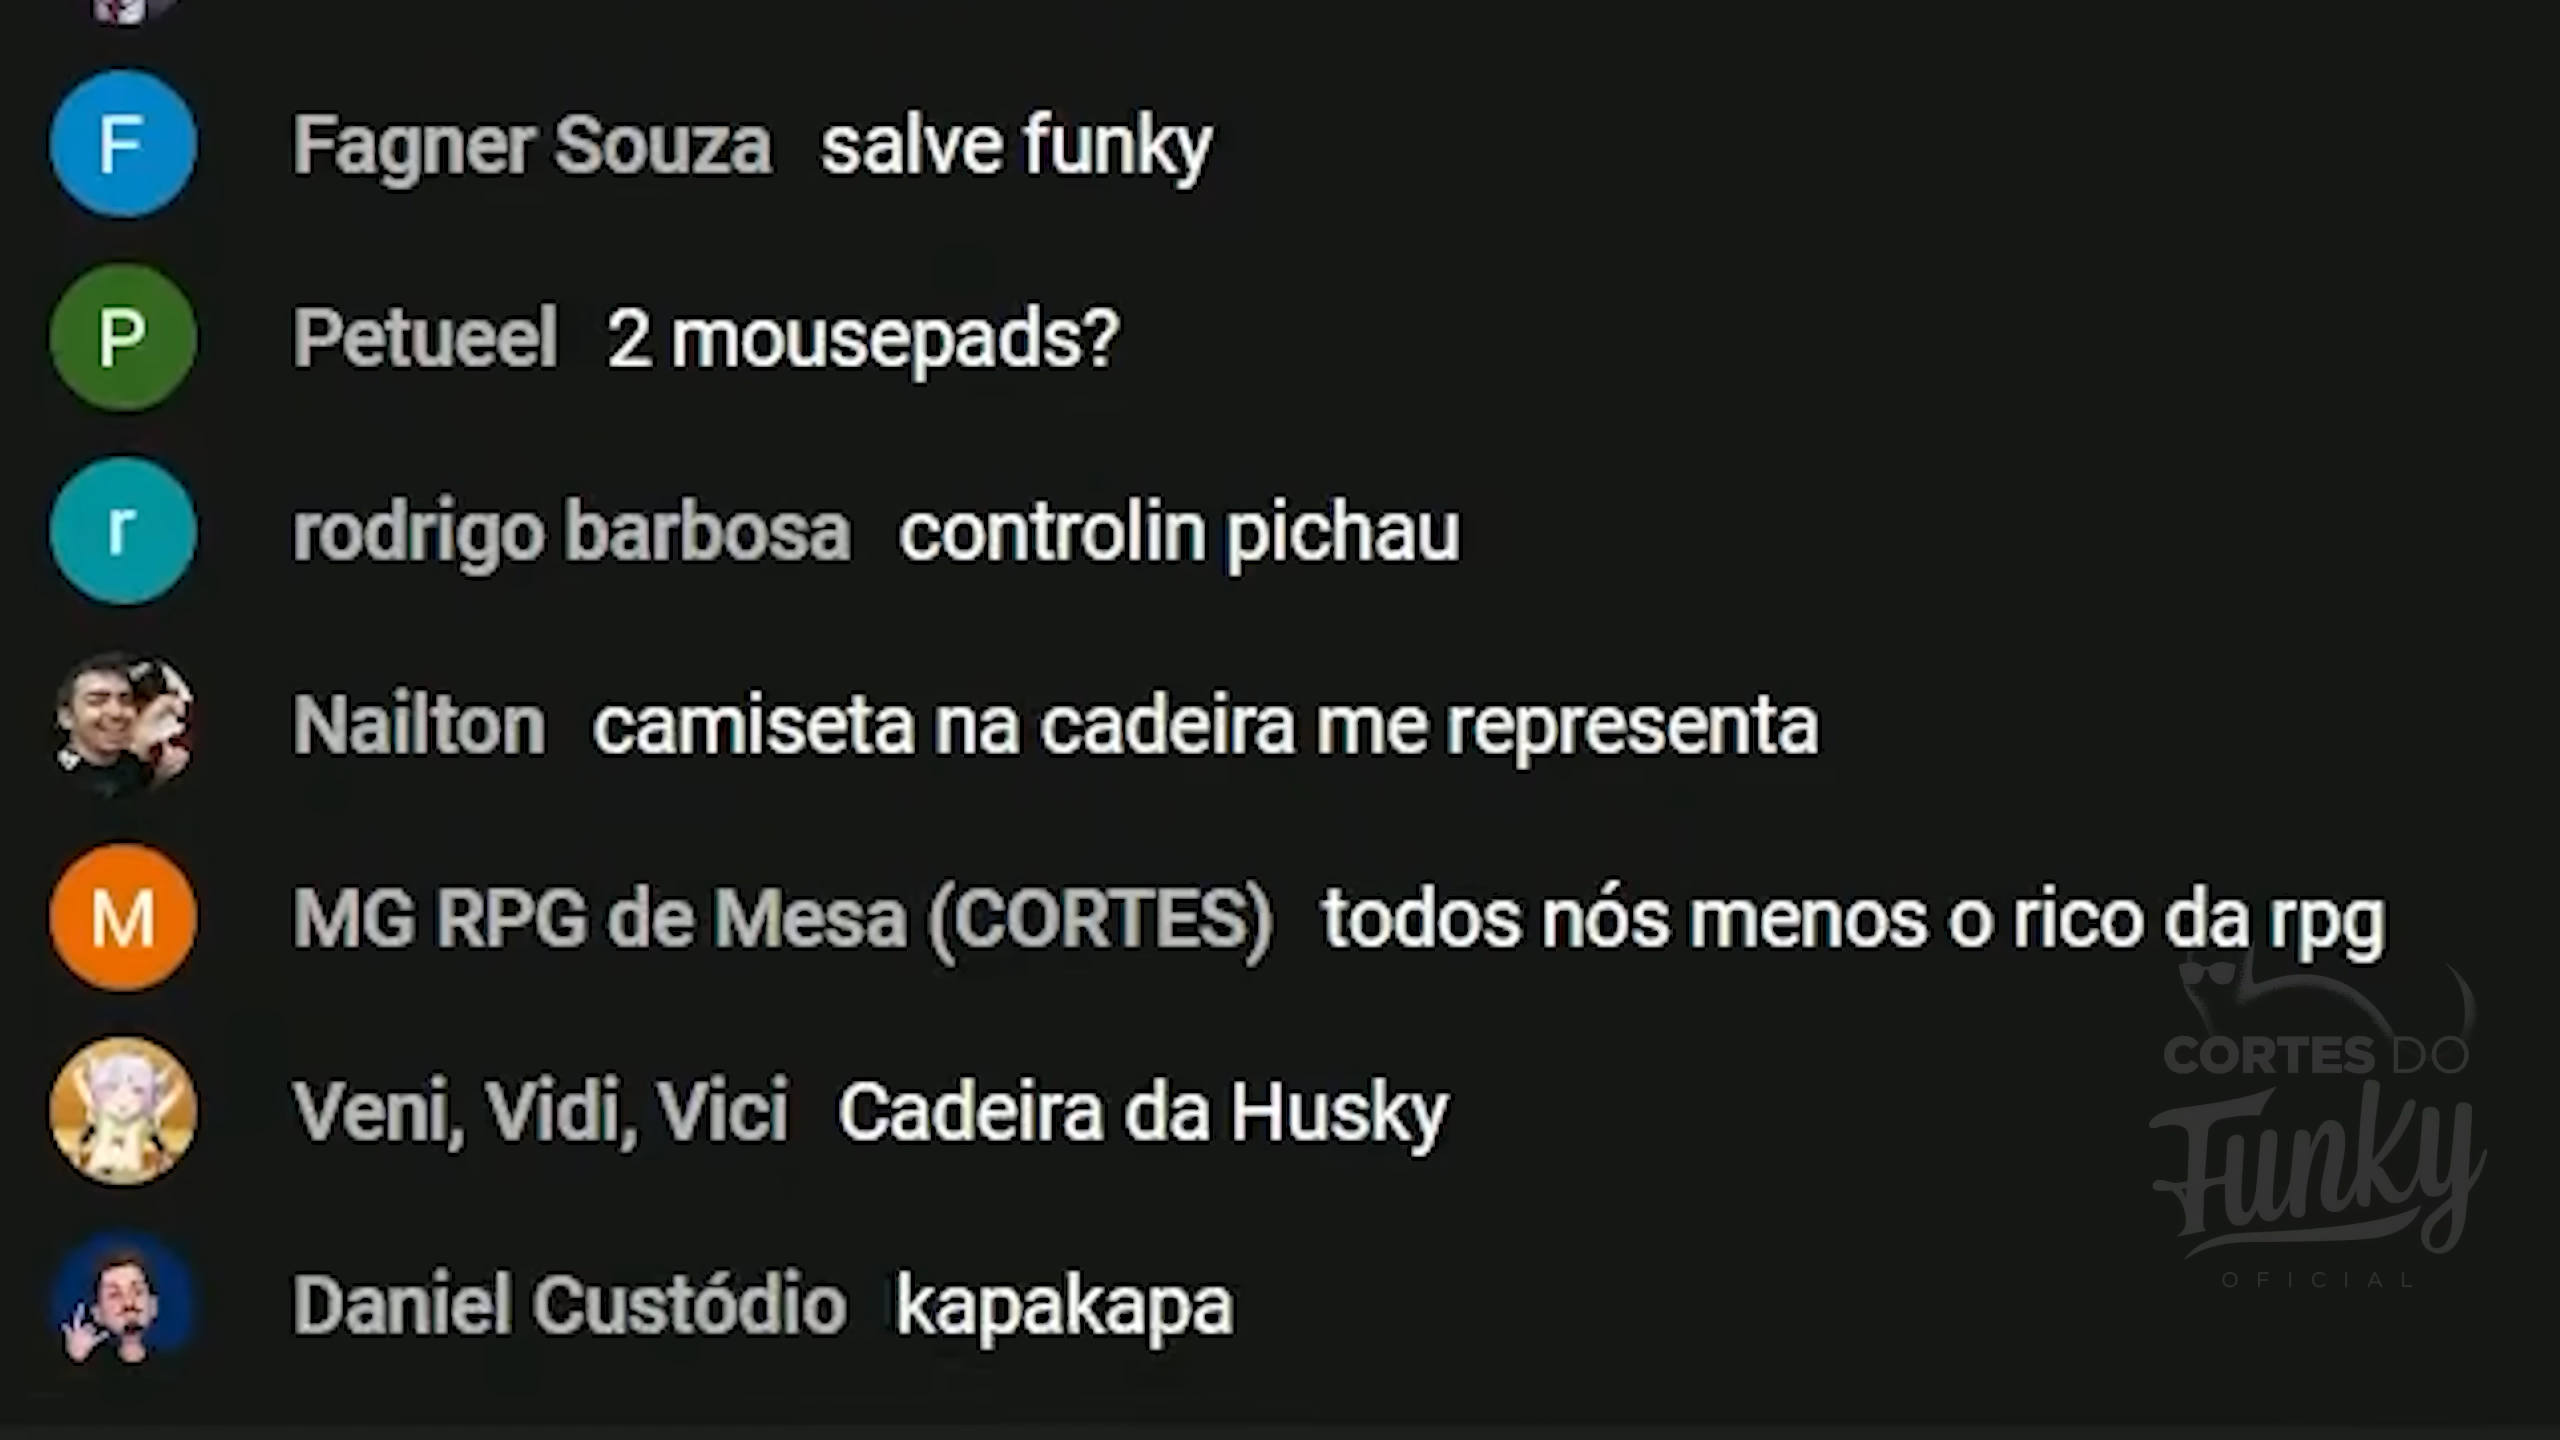 F Fagner Souza salve funky
P Petueel 2 mousepads?
r rodrigo barbosa controlin pichau
Nailton camiseta na cadeira me representa
M MG RPG de Mesa (CORTES) todos nós menos o rico da rpg
Veni, Vidi, Vici Cadeira da Husky
Daniel Custódio kapakapa
CORTES DO
Funky
OFICIAL